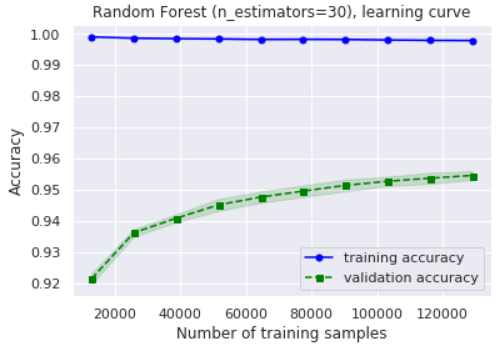 Random Forest (n_estimators=30), learning curve
1.00
0.99
0.98
0.97
0.96
0.95
0.94
0.93
0.92
Accuracy
training accuracy
validation accuracy
20000 40000 60000 80000 100000 120000
Number of training samples